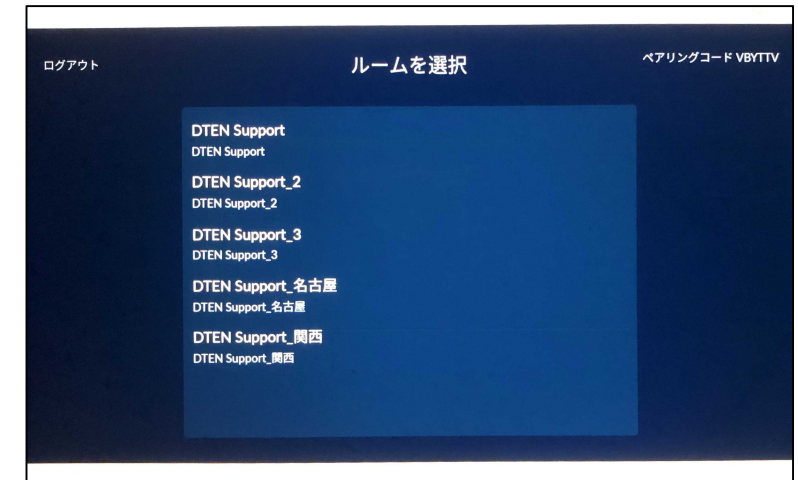 ログアウト
ルームを選択
ペアリングコード VBYTTV
DTEN Support
DTEN Support
DTEN Support_2
DTEN Support_2
DTEN Support_3
DTEN Support_3
DTEN Support_名古屋
DTEN Support_名古屋
DTEN Support_関西
DTEN Support_関西